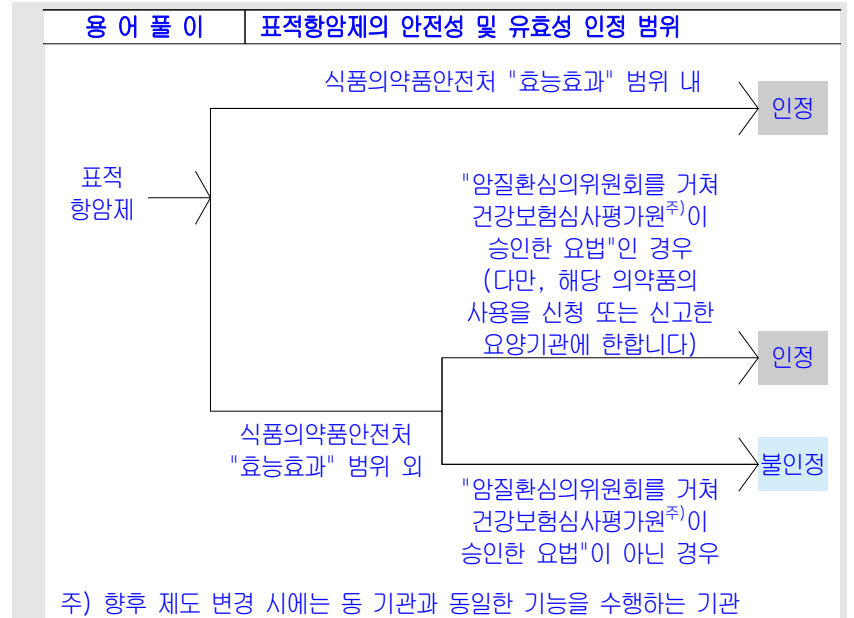 용 어 풀 이 표적항암제의 안전성 및 유효성 인정 범위
식품의약품안전처 "효능효과" 범위 내
인정
표적
항암제
"암질환심의위원회를 거쳐
건강보험심사평가원주)이
승인한 요법"인 경우
(다만, 해당 의약품의
사용을 신청 또는 신고한
요양기관에 한합니다)
인정
식품의약품안전처
"효능효과" 범위 외
불인정
"암질환심의위원회를 거쳐
건강보험심사평가원주)이
승인한 요법"이 아닌 경우
주) 향후 제도 변경 시에는 동 기관과 동일한 기능을 수행하는 기관